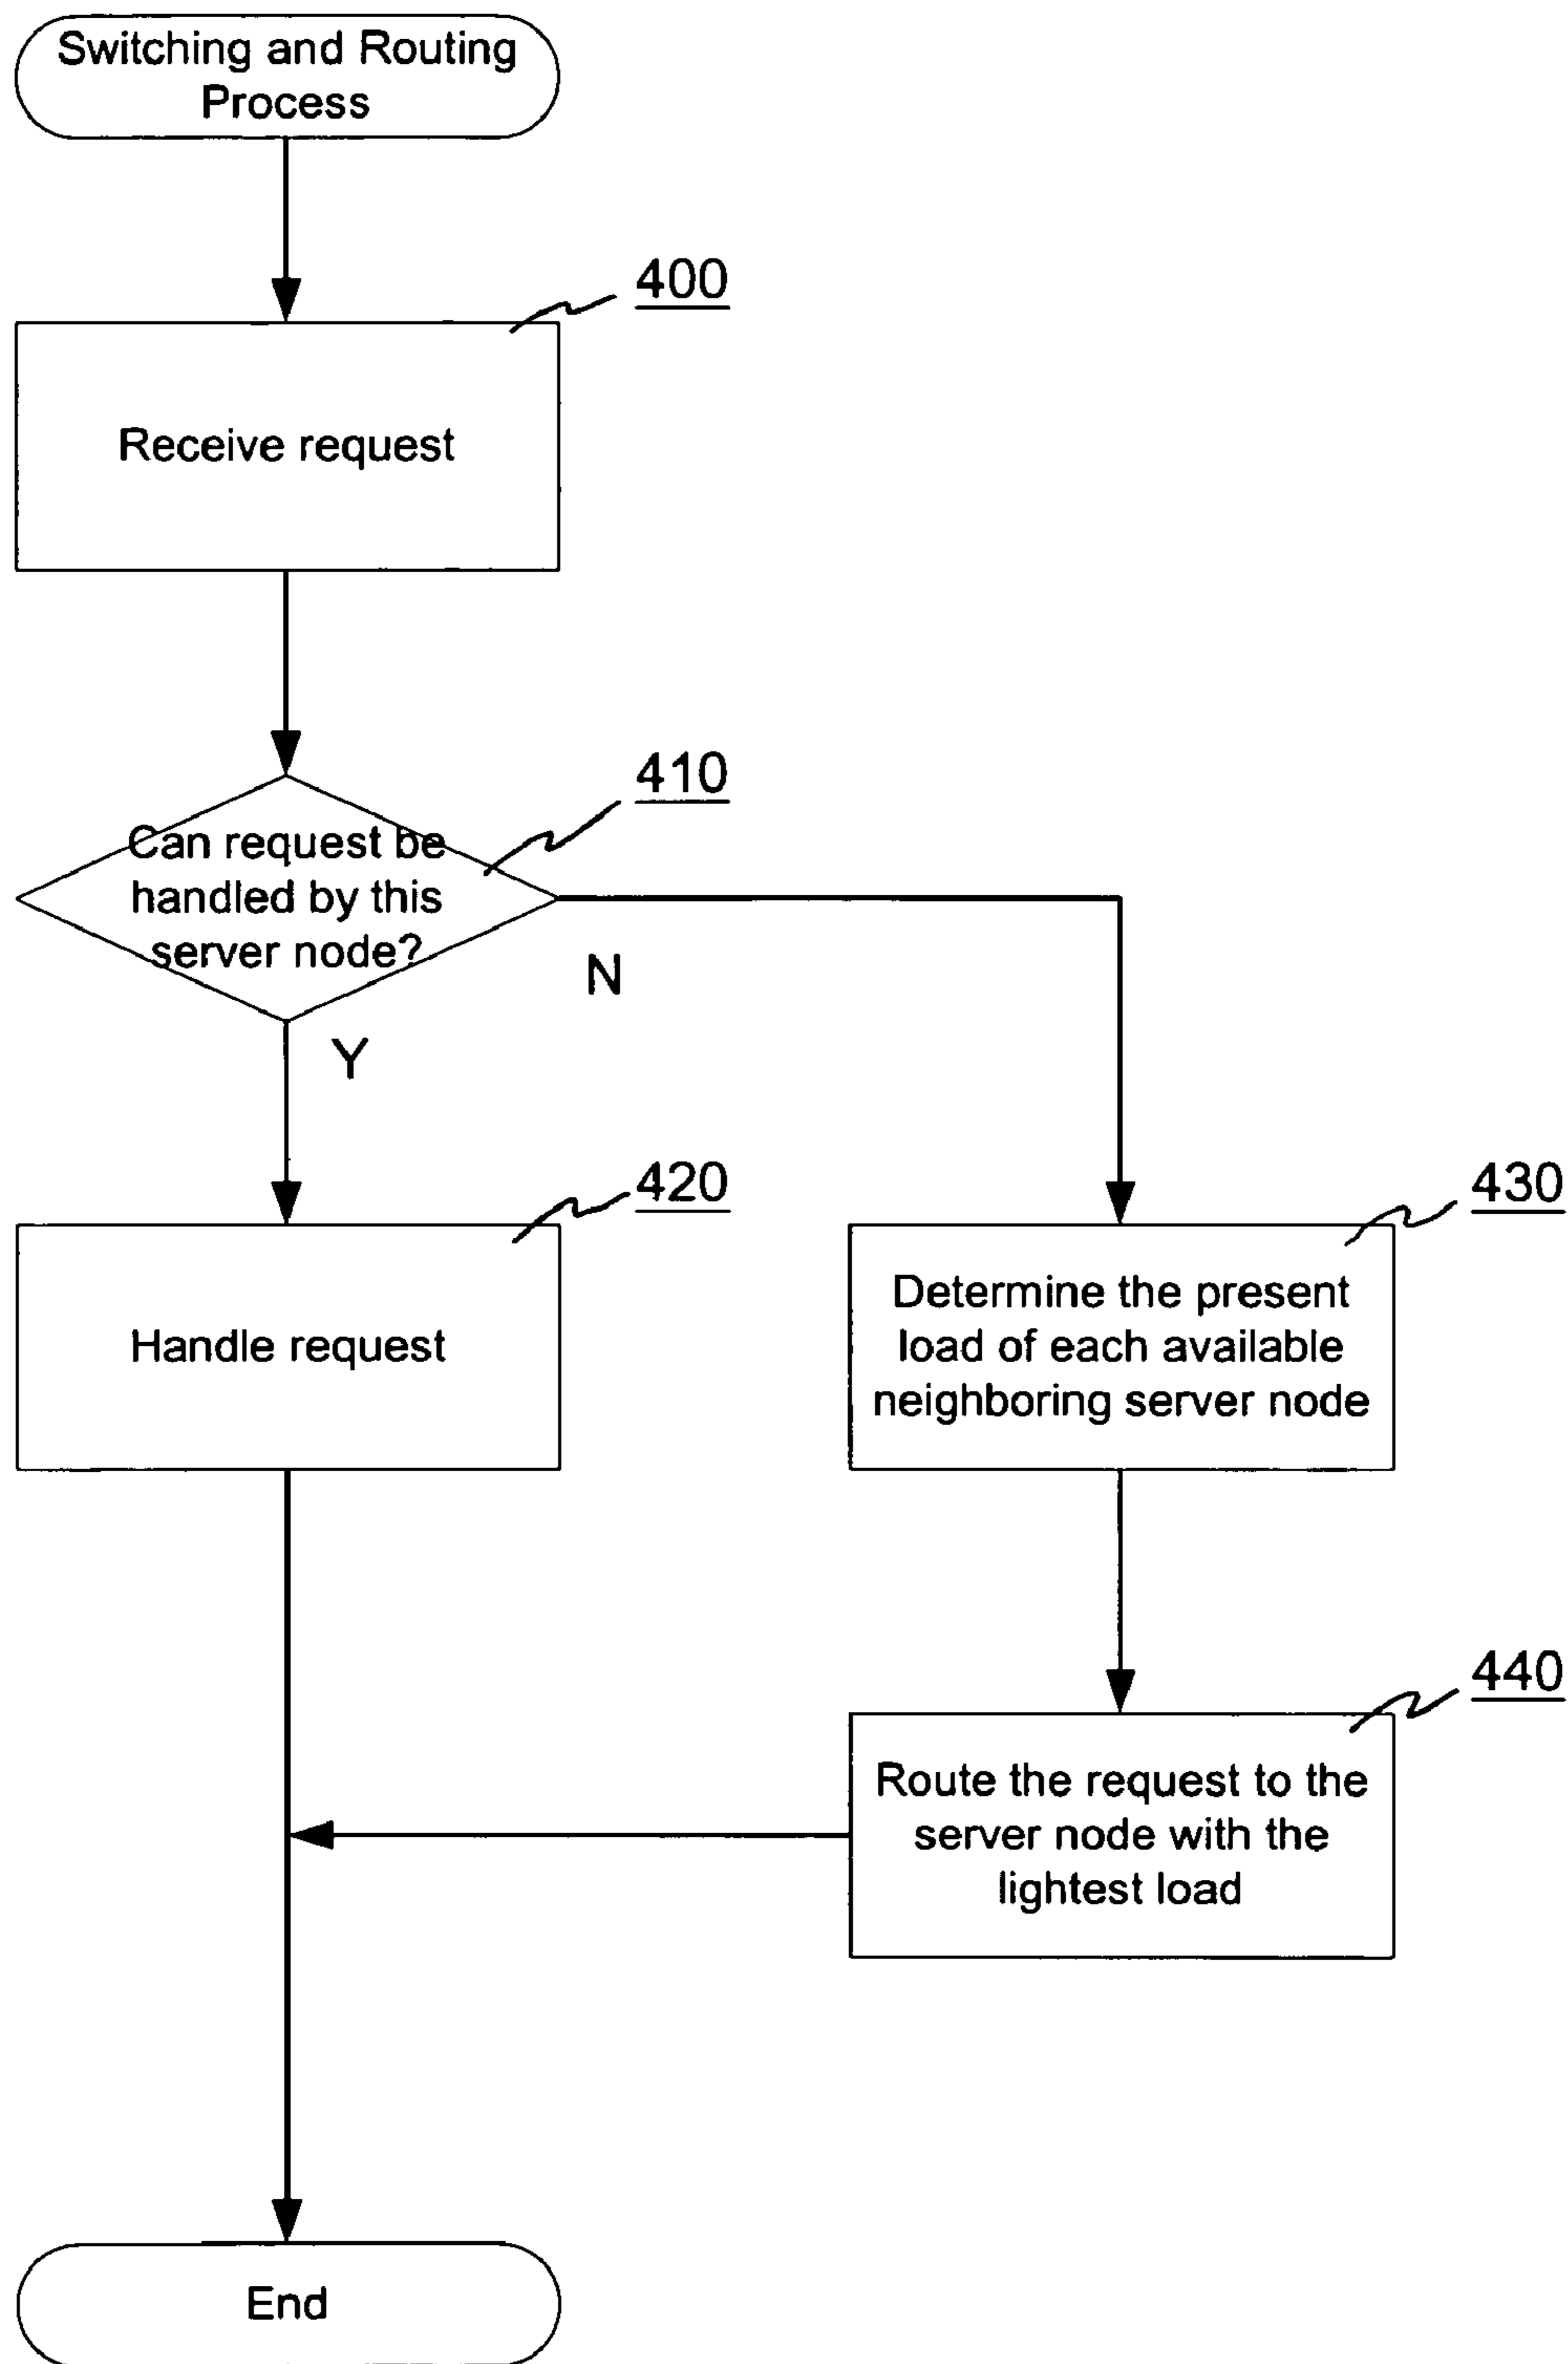 Switching and Routing
Process
400
Receive request
410
Can request be
handled by this
server node?
N
Y
420
Handle request
430
Determine the present
load of each available
neighboring server node
440
Route the request to the
server node with the
lightest load
End